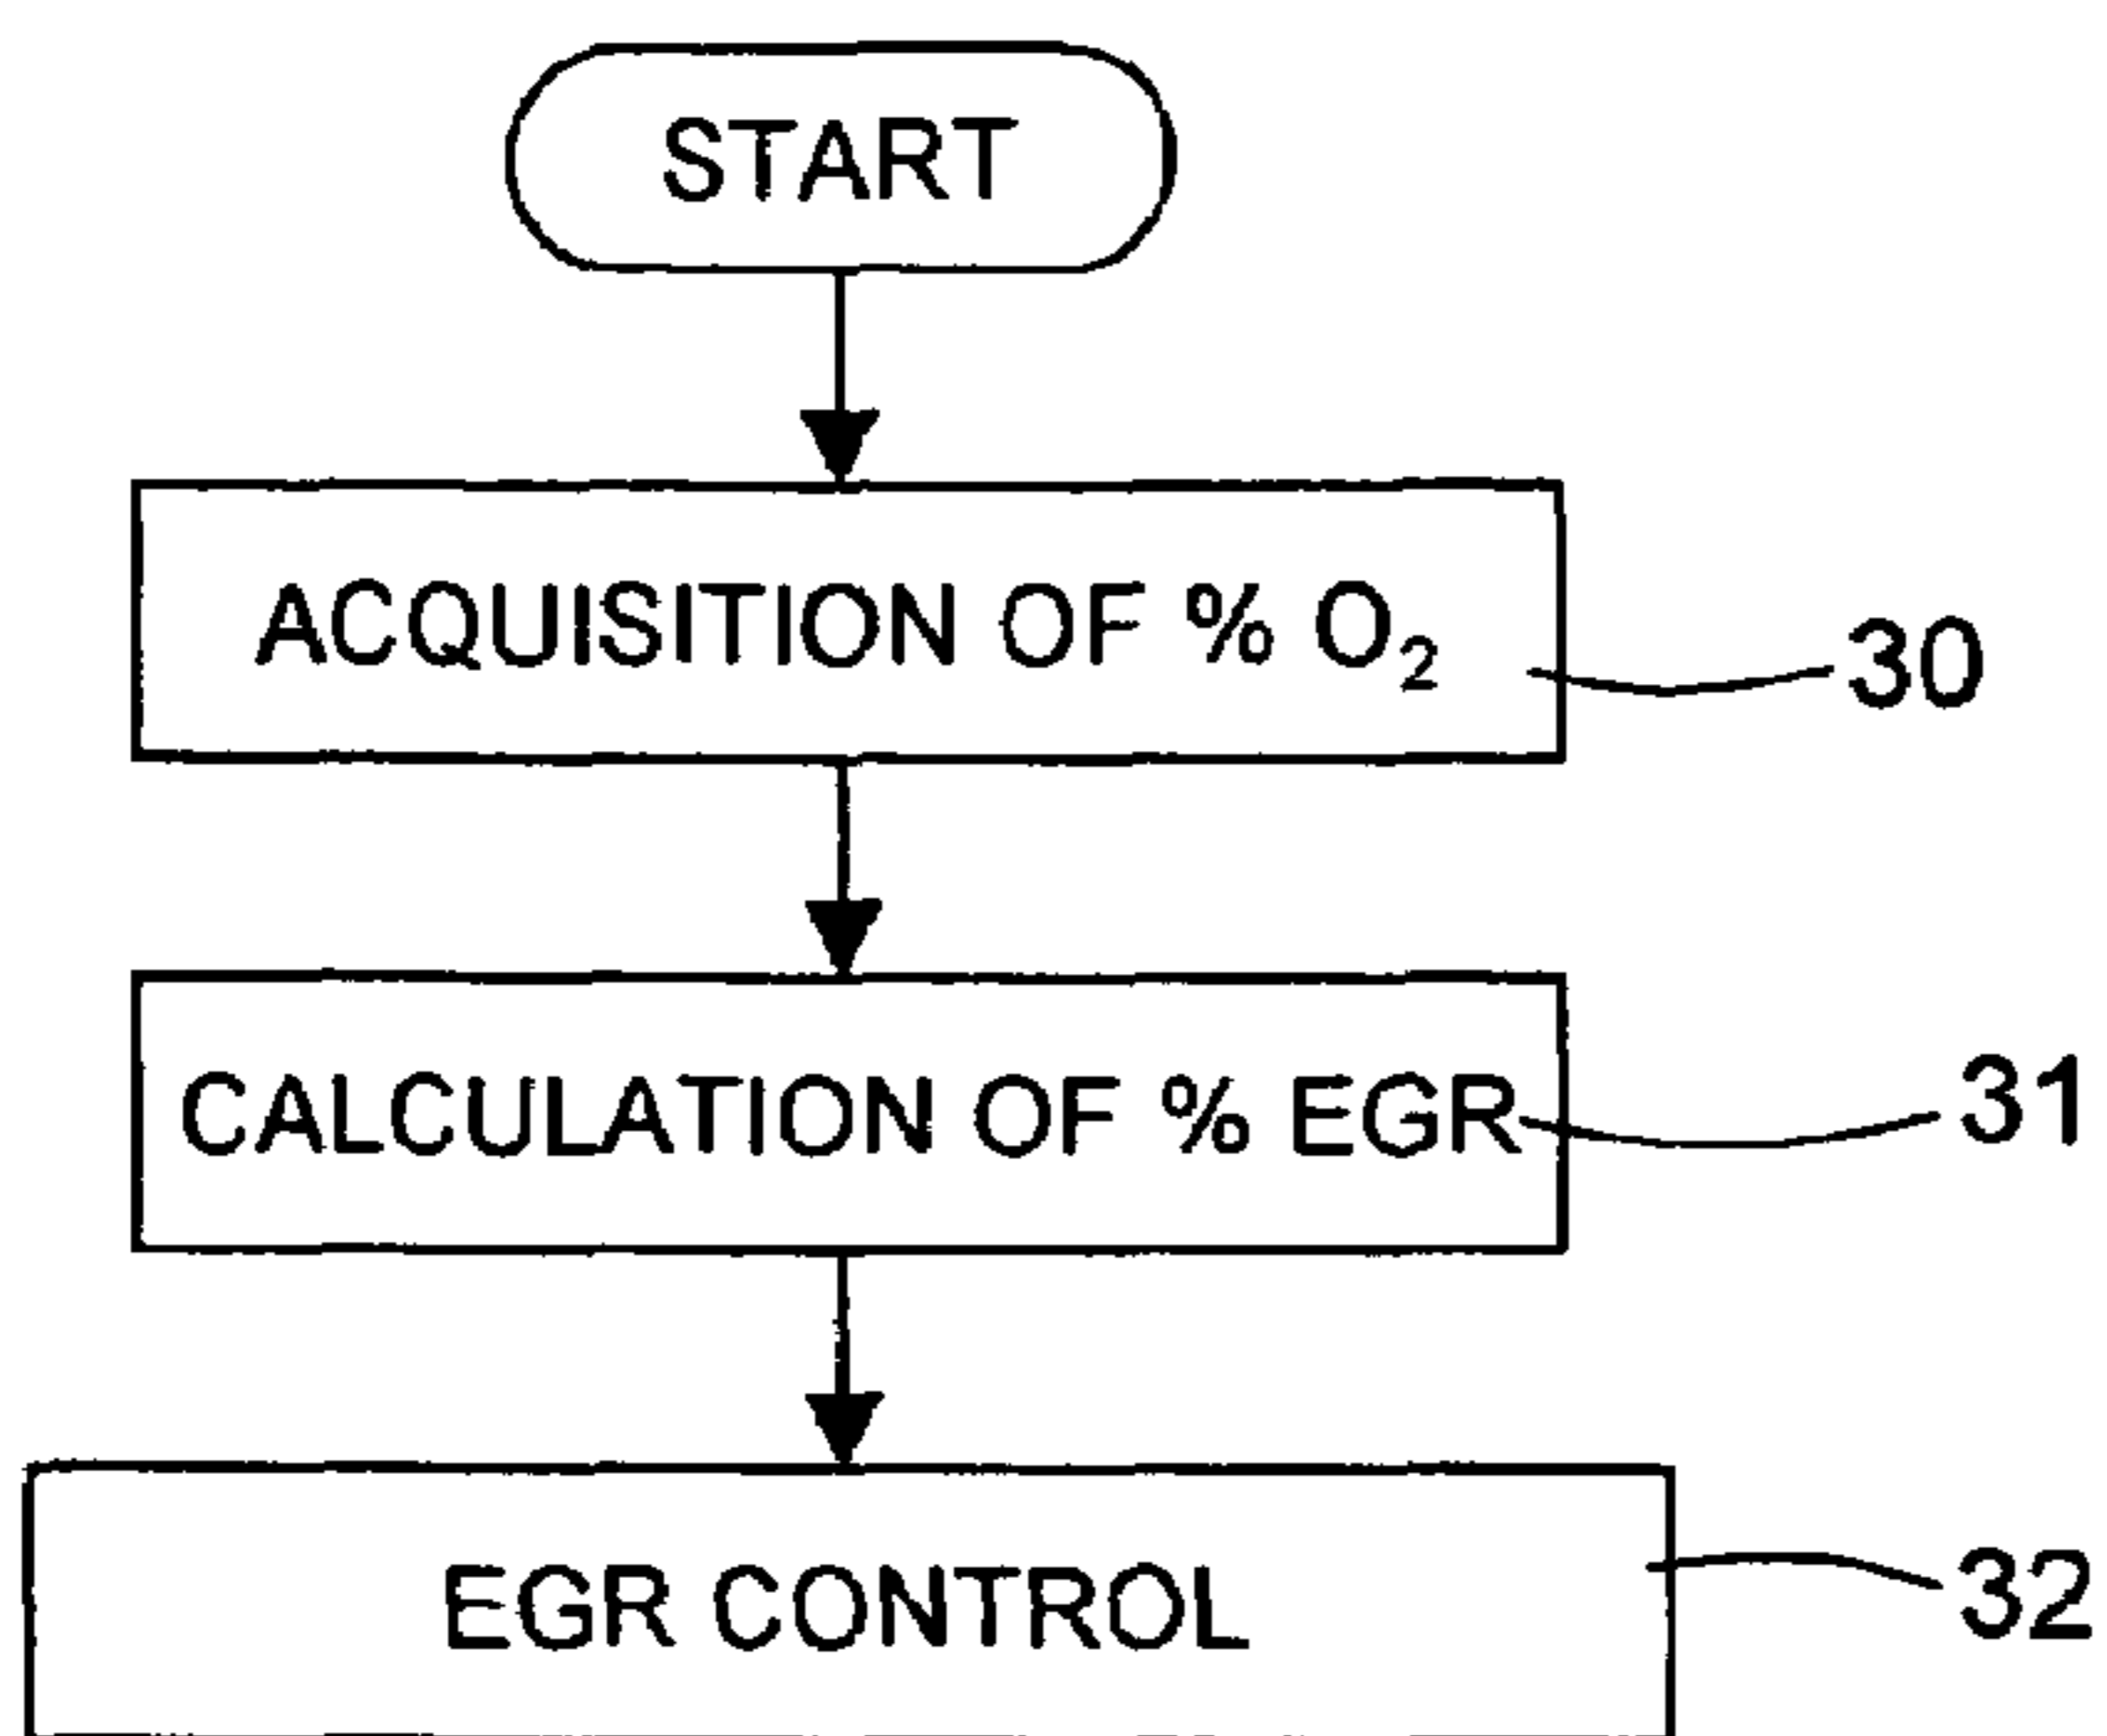 START
ACQUISITION OF % O₂
30
CALCULATION OF % EGR
31
EGR CONTROL
32